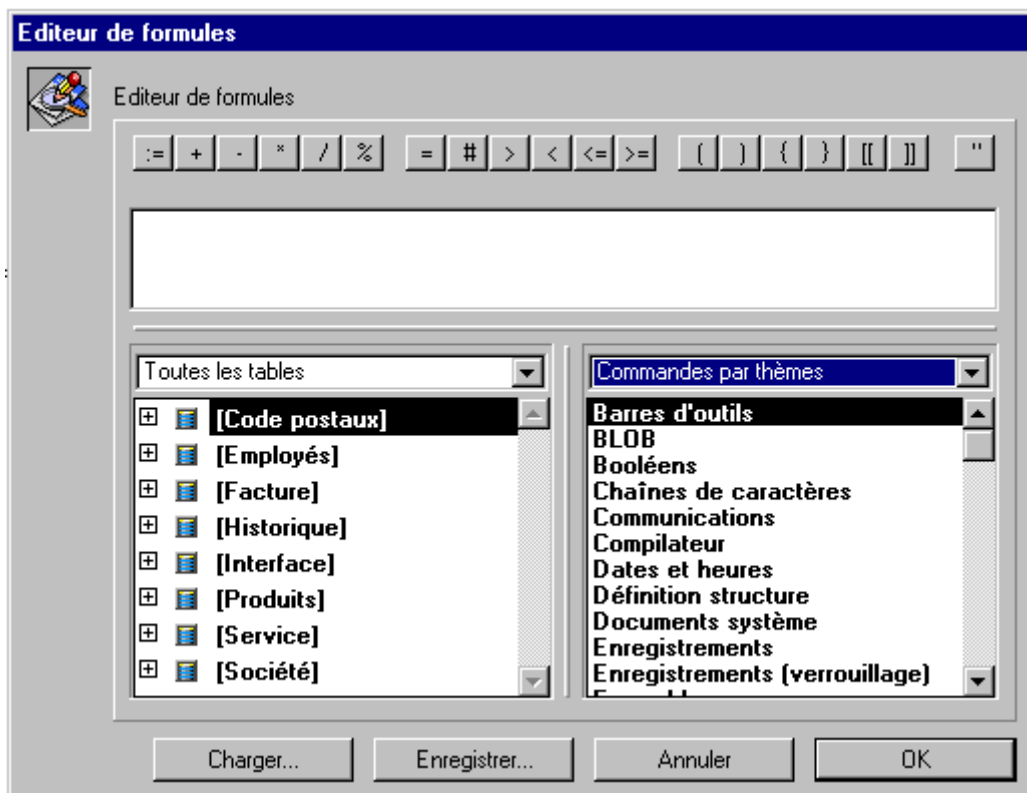 Editeur de formules
Editeur de formules
:= + - * / % = # > < <= >= ( ) { } [[ ]] "
Toutes les tables
[Code postaux]
[Employés]
[Facture]
[Historique]
[Interface]
[Produits]
[Service]
[Société]
Commandes par thèmes
Barres d'outils
BLOB
Booléens
Chaînes de caractères
Communications
Compilateur
Dates et heures
Définition structure
Documents système
Enregistrements
Enregistrements (verrouillage)
Charger... Enregistrer... Annuler OK